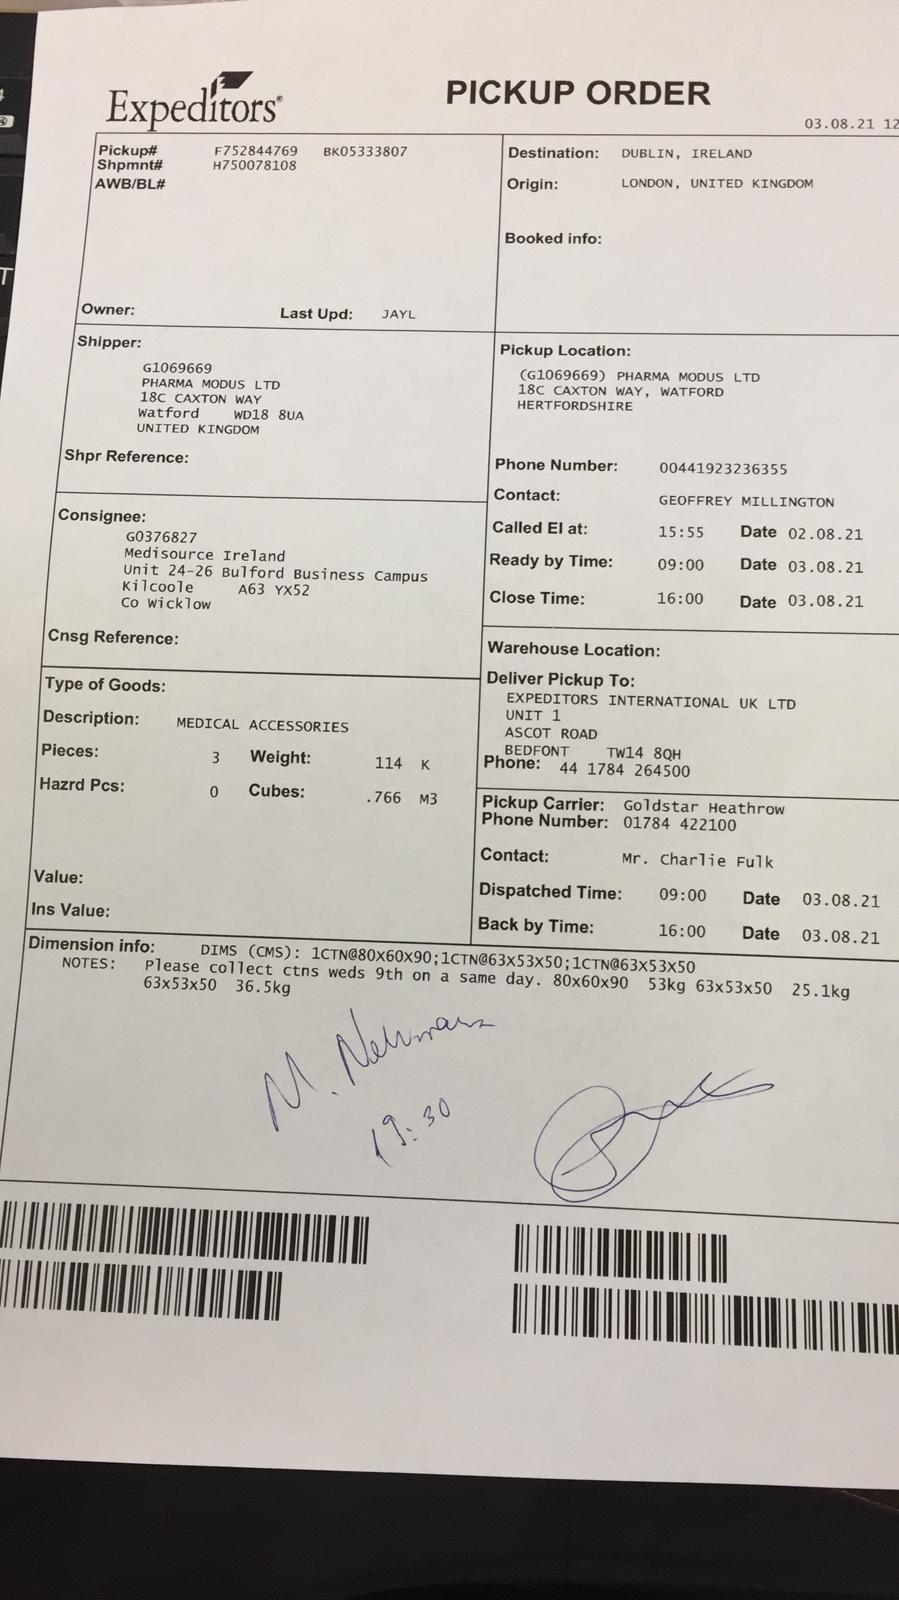 Expeditors®
PICKUP ORDER
03.08.21 12
Pickup# F752844769 BK05333807
Shpmnt# H750078108
AWB/BL#
Owner: Last Upd: JAYL
Destination: DUBLIN, IRELAND
Origin: LONDON, UNITED KINGDOM
Booked info:
Shipper:
G1069669
PHARMA MODUS LTD
18C CAXTON WAY
Watford WD18 8UA
UNITED KINGDOM
Shpr Reference:
Pickup Location:
(G1069669) PHARMA MODUS LTD
18C CAXTON WAY, WATFORD
HERTFORDSHIRE
Phone Number: 00441923236355
Contact: GEOFFREY MILLINGTON
Called EI at: 15:55 Date 02.08.21
Ready by Time: 09:00 Date 03.08.21
Close Time: 16:00 Date 03.08.21
Consignee:
G0376827
Medisource Ireland
Unit 24-26 Bulford Business Campus
Kilcoole A63 YX52
Co Wicklow
Cnsg Reference:
Warehouse Location:
Deliver Pickup To:
EXPEDITORS INTERNATIONAL UK LTD
UNIT 1
ASCOT ROAD
BEDFONT TW14 8QH
Phone: 44 1784 264500
Type of Goods:
Description: MEDICAL ACCESSORIES
Pieces: 3 Weight: 114 K
Hazrd Pcs: 0 Cubes: .766 M3
Value:
Ins Value:
Pickup Carrier: Goldstar Heathrow
Phone Number: 01784 422100
Contact: Mr. Charlie Fulk
Dispatched Time: 09:00 Date 03.08.21
Back by Time: 16:00 Date 03.08.21
Dimension info: DIMS (CMS): 1CTN@80X60X90;1CTN@63X53X50;1CTN@63X53X50
NOTES: Please collect ctns weds 9th on a same day. 80x60x90 53kg 63x53x50 25.1kg
63x53x50 36.5kg
19:30